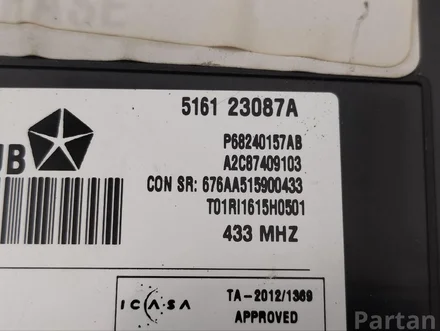 5161 23087A
P68240157AB
UB
A2C87409103
CON SR: 676AA515900433
T01RI1615H0501
433 MHZ
ICASA
TA-2012/1369
APPROVED
Partan